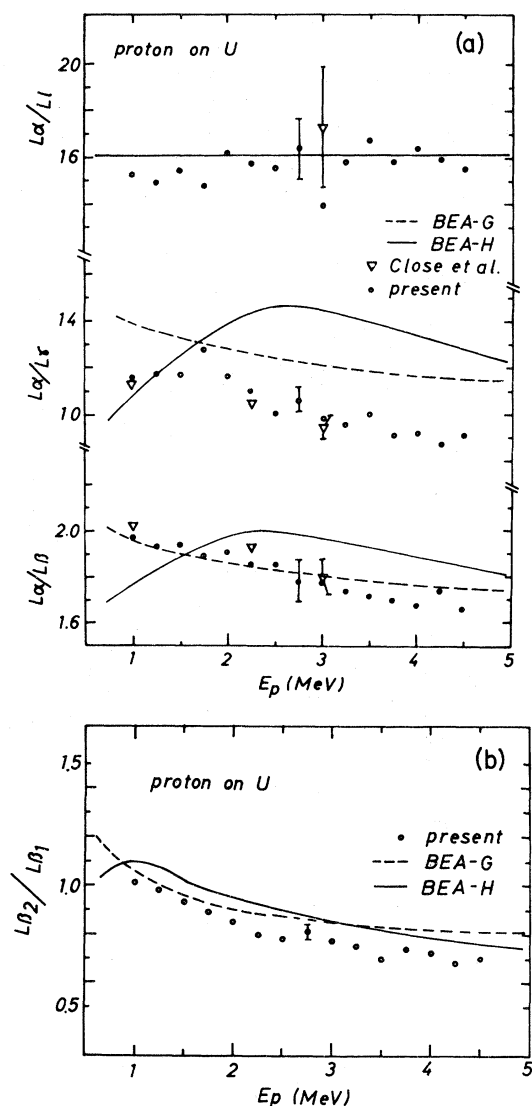 proton on U
(a)
Lα/Ll
20
16
--- BEA-G
— BEA-H
▽ Close et al.
• present
Lα/Lγ
14
10
Lα/Lβ
2.0
1.6
1 2 3 4 5
Ep (MeV)
(b)
proton on U
Lβ2/Lβ1
1.5
1.0
0.5
• present
--- BEA-G
— BEA-H
1 2 3 4 5
Ep (MeV)